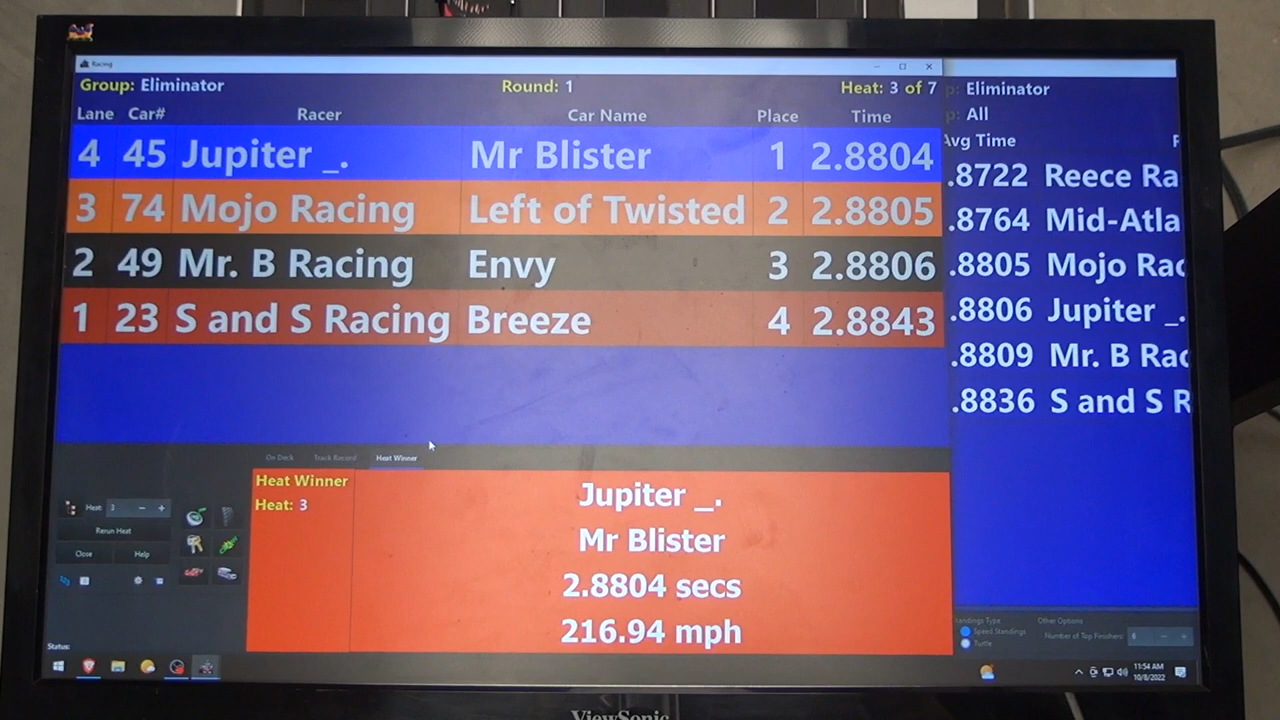 Racing
Group: Eliminator Round: 1 Heat: 3 of 7
Lane Car# Racer Car Name Place Time
4 45 Jupiter _. Mr Blister 1 2.8804
3 74 Mojo Racing Left of Twisted 2 2.8805
2 49 Mr. B Racing Envy 3 2.8806
1 23 S and S Racing Breeze 4 2.8843
p: Eliminator
p: All
Avg Time F
.8722 Reece Ra
.8764 Mid-Atla
.8805 Mojo Rac
.8806 Jupiter _.
.8809 Mr. B Rac
.8836 S and S R
On Deck Track Record Heat Winner
Heat Winner
Heat: 3
Jupiter _.
Mr Blister
2.8804 secs
216.94 mph
Heat: 3 − +
Rerun Heat
Close Help
Status:
tandings Type Other Options
Speed Standings Number of Top Finishers: 6 − +
Turtle
11:54 AM
10/8/2022
ViewSonic